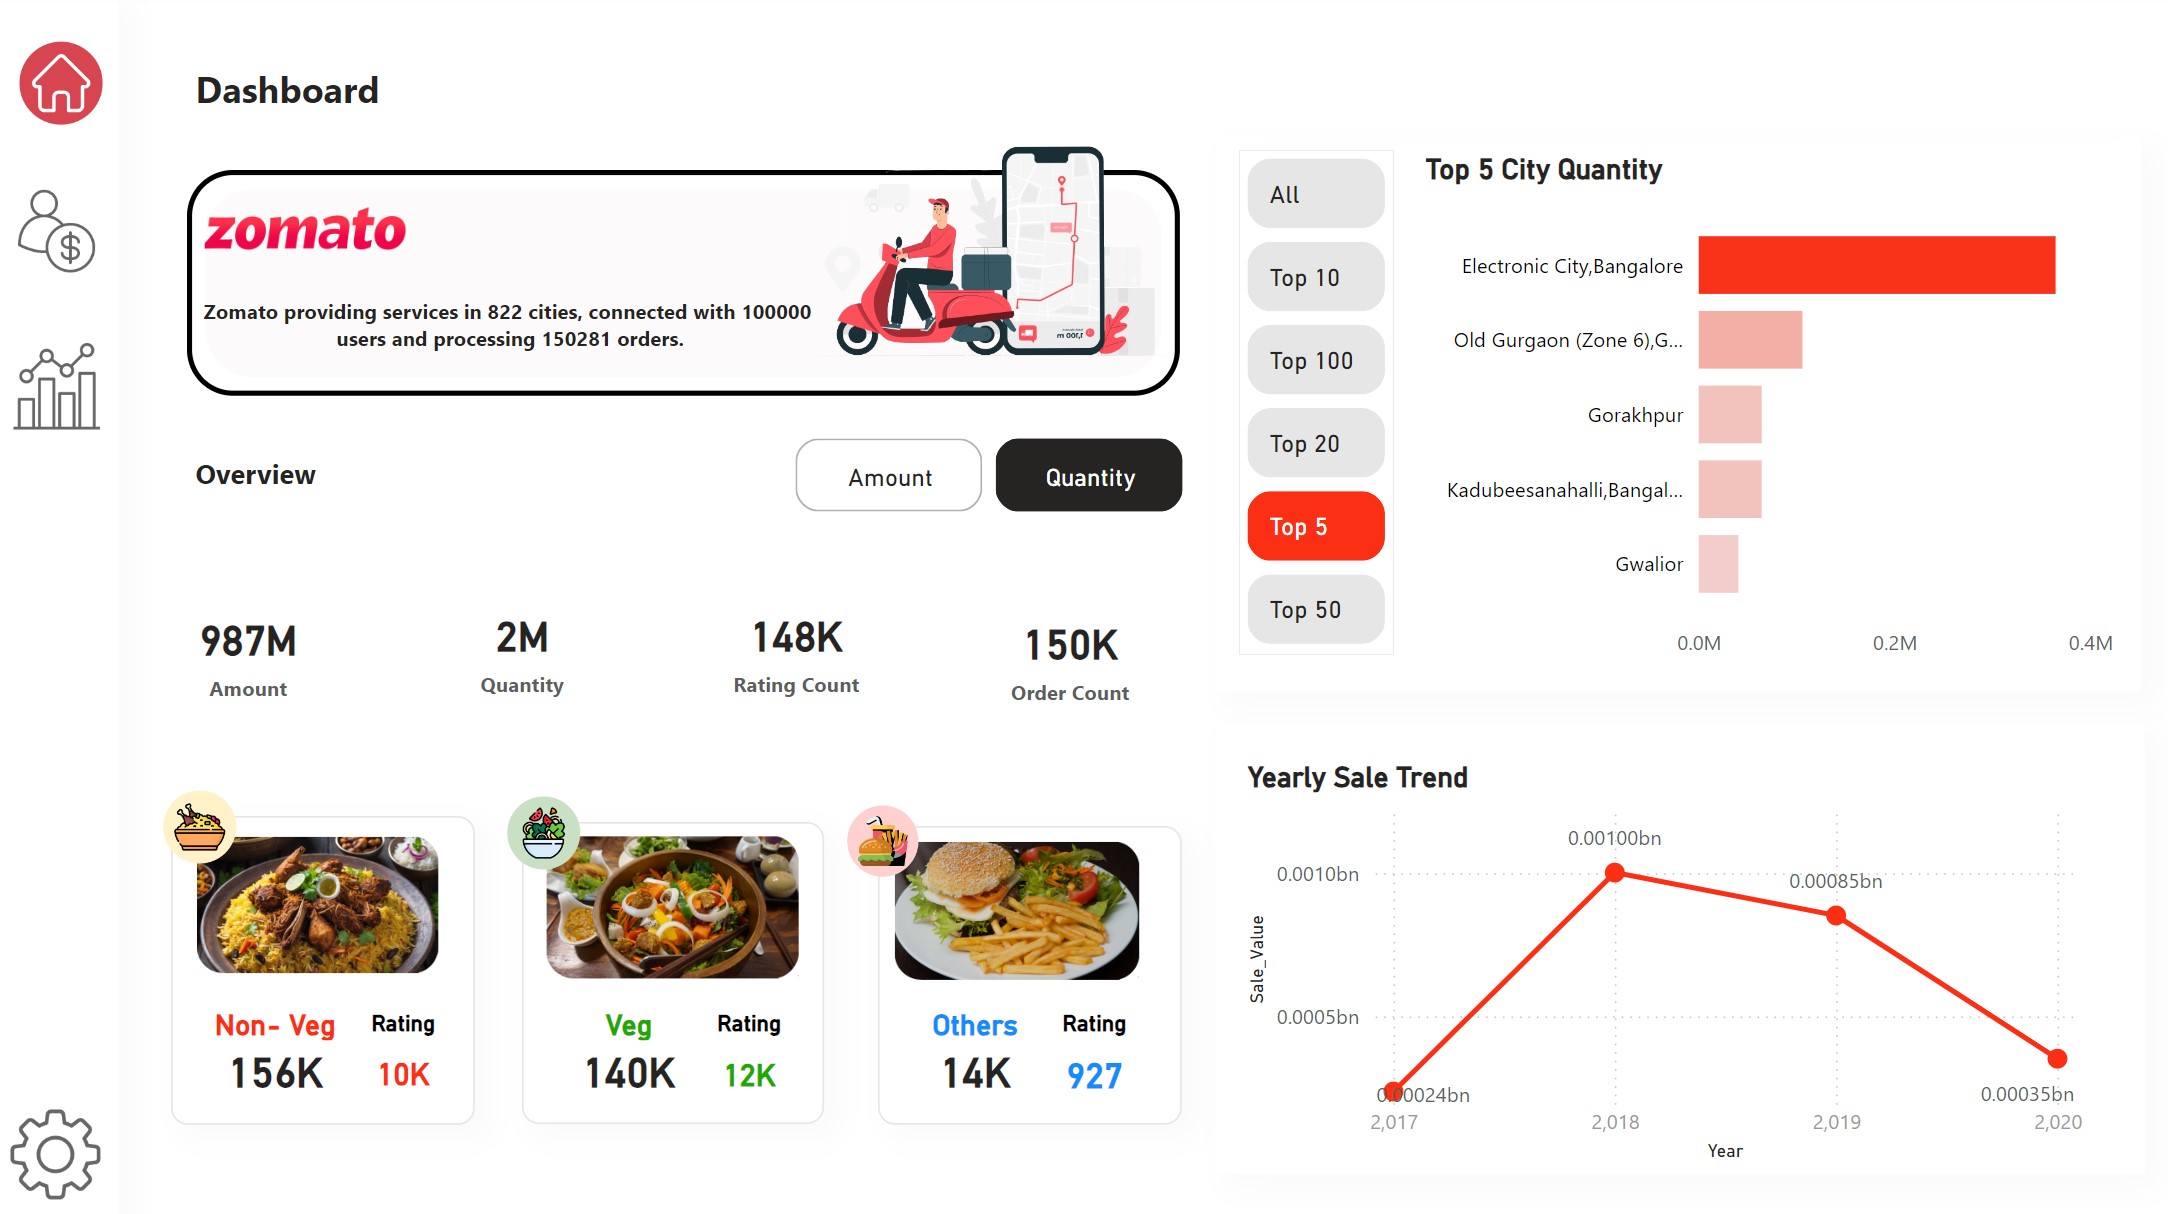 Dashboard
zomato
Zomato providing services in 822 cities, connected with 100000
users and processing 150281 orders.
Overview
Amount
Quantity
987M
Amount
2M
Quantity
148K
Rating Count
150K
Order Count
Non- Veg
Rating
156K
10K
Veg
Rating
140K
12K
Others
Rating
14K
927
All
Top 10
Top 100
Top 20
Top 5
Top 50
Top 5 City Quantity
Electronic City,Bangalore
Old Gurgaon (Zone 6),G...
Gorakhpur
Kadubeesanahalli,Bangal...
Gwalior
0.0M
0.2M
0.4M
Yearly Sale Trend
Sale_Value
0.0010bn
0.0005bn
0.00024bn
0.00100bn
0.00085bn
0.00035bn
2,017
2,018
2,019
2,020
Year